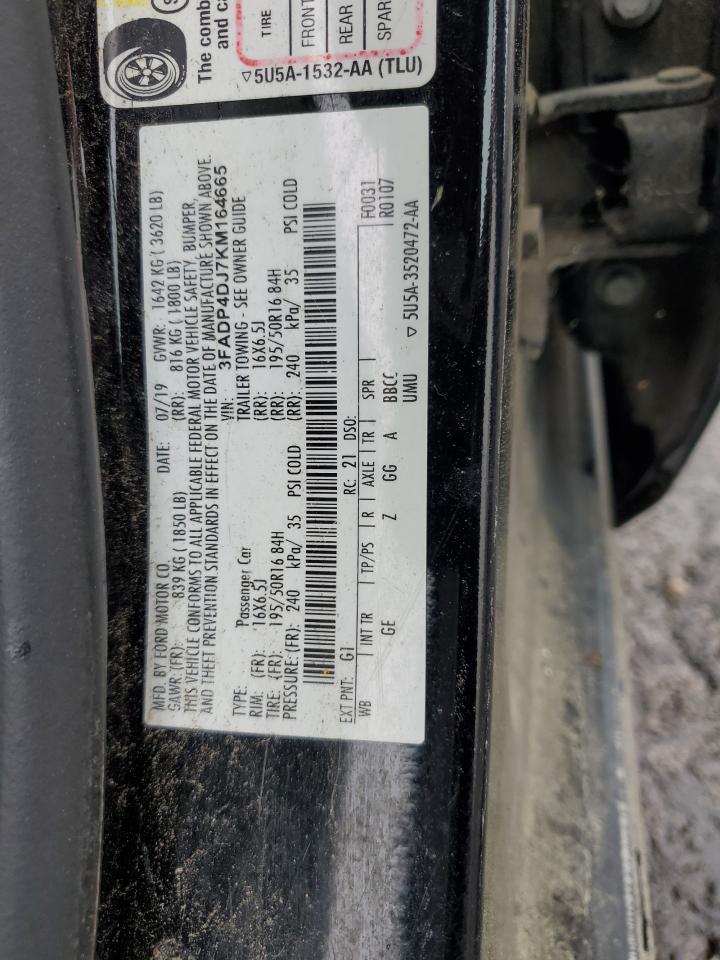 The comb
and ca
TIRE
FRONT
REAR
SPAR
▽5U5A-1532-AA (TLU)
MFD. BY FORD MOTOR CO. DATE: 07/19 GVWR: 1642 KG ( 3620 LB)
GAWR: (FR): 839 KG ( 1850 LB) (RR): 816 KG ( 1800 LB)
THIS VEHICLE CONFORMS TO ALL APPLICABLE FEDERAL MOTOR VEHICLE SAFETY, BUMPER,
AND THEFT PREVENTION STANDARDS IN EFFECT ON THE DATE OF MANUFACTURE SHOWN ABOVE.
VIN: 3FADP4DJ7KM164665
TYPE: Passenger Car TRAILER TOWING - SEE OWNER GUIDE
RIM: (FR): 16X6.5J (RR): 16X6.5J
TIRE: (FR): 195/50R16 84H (RR): 195/50R16 84H
PRESSURE: (FR): 240 kPa/ 35 PSI COLD (RR): 240 kPa/ 35 PSI COLD
EXT PNT: G1 RC: 21 DSO: F0031
WB INT TR TP/PS R AXLE TR SPR R0107
GE Z GG A BBCC
UMU ▽ 5U5A-3520472-AA